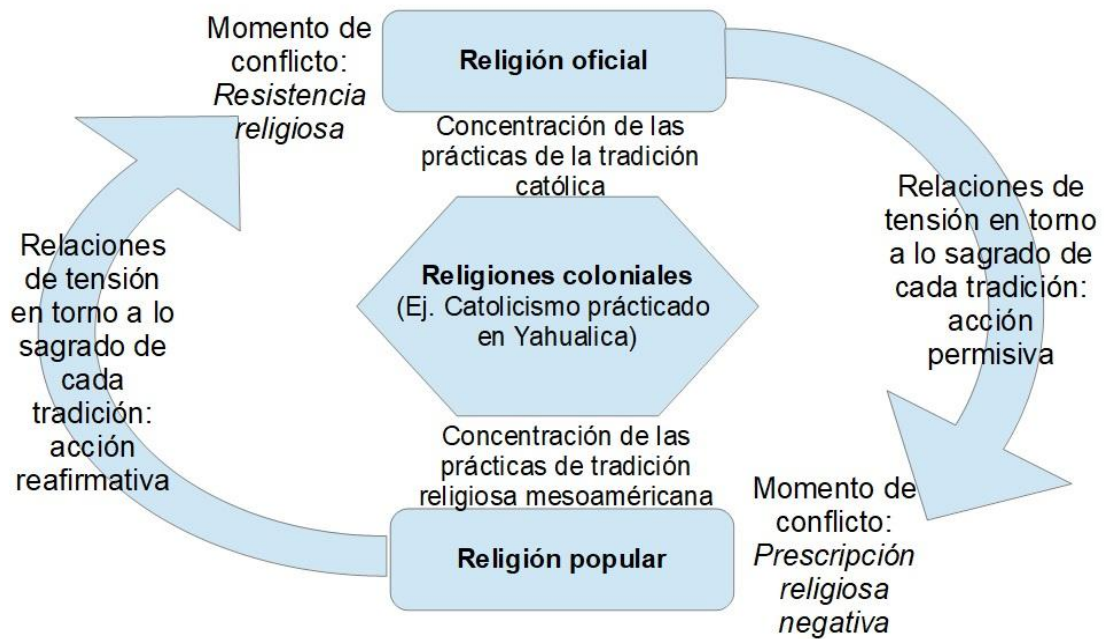 Momento de
conflicto:
Resistencia
religiosa
Religión oficial
Concentración de las
prácticas de la tradición
católica
Relaciones de
tensión en torno
a lo sagrado de
cada tradición:
acción
permisiva
Relaciones
de tensión
en torno a lo
sagrado de
cada
tradición:
acción
reafirmativa
Religiones coloniales
(Ej. Catolicismo prácticado
en Yahualica)
Concentración de las
prácticas de tradición
religiosa mesoaméricana
Religión popular
Momento de
conflicto:
Prescripción
religiosa
negativa